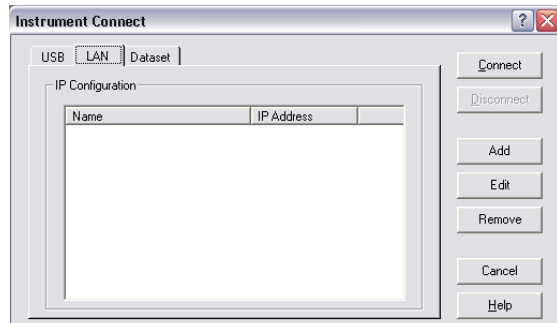 Instrument Connect
USB LAN Dataset
IP Configuration
Name IP Address
Connect
Disconnect
Add
Edit
Remove
Cancel
Help